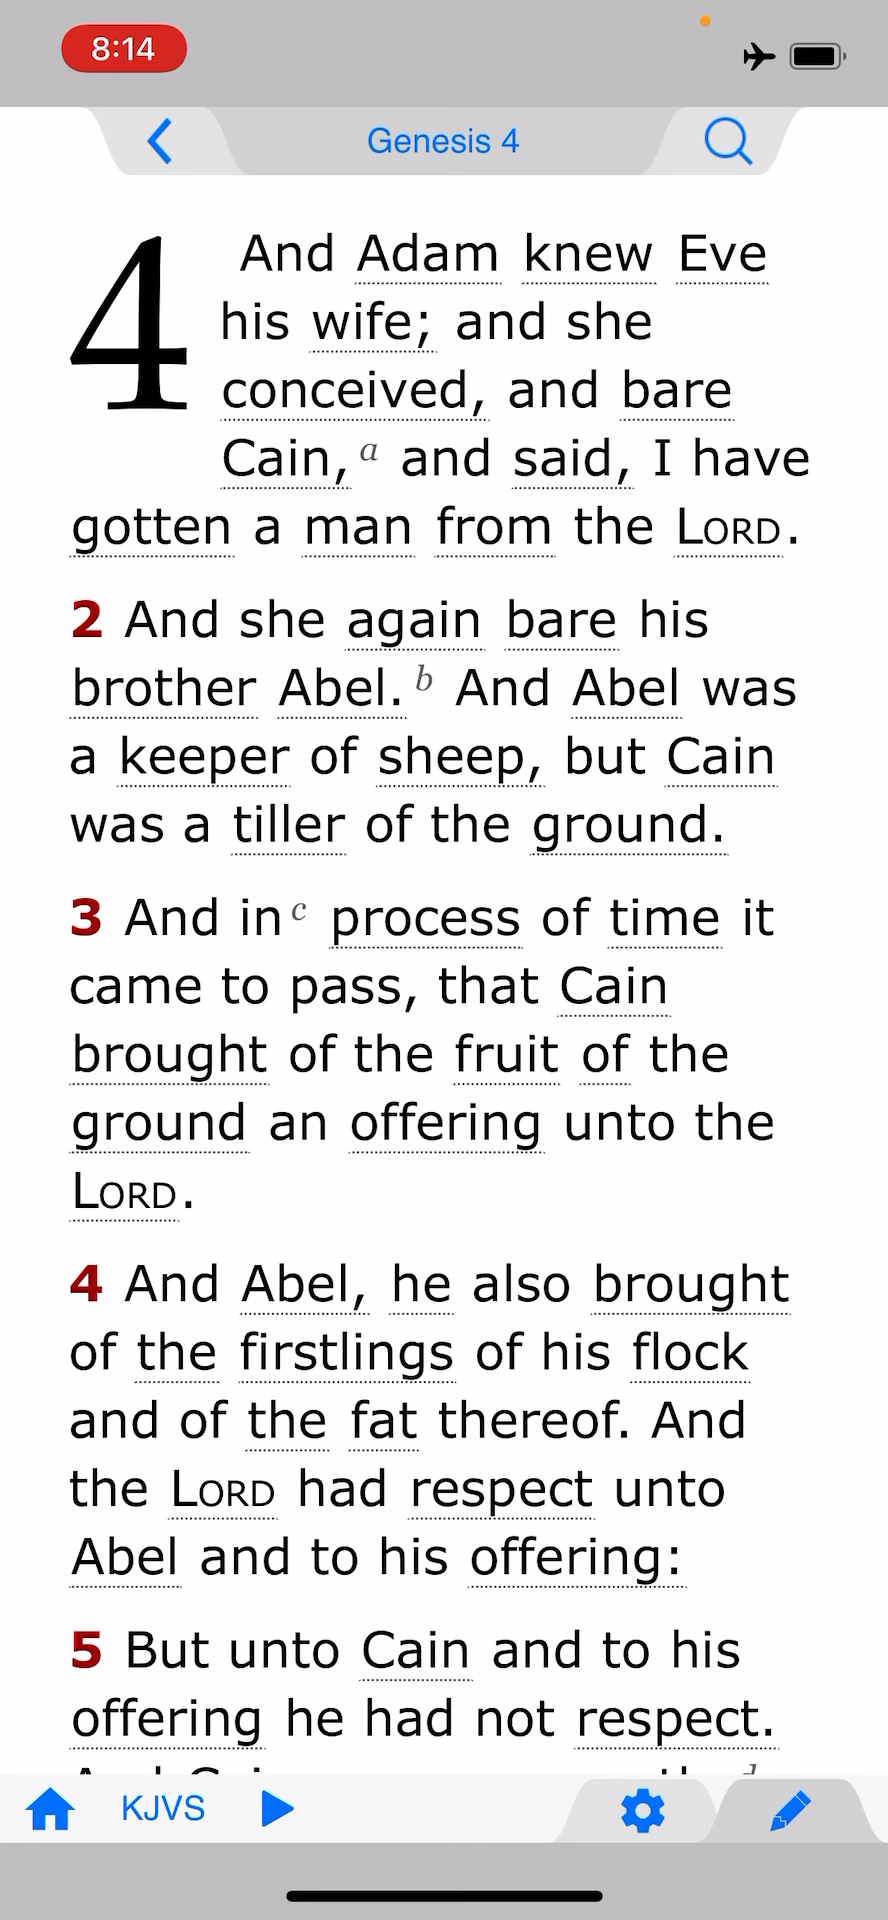 8:14
Genesis 4
4 And Adam knew Eve
his wife; and she
conceived, and bare
Cain, a and said, I have
gotten a man from the LORD.
2 And she again bare his
brother Abel. b And Abel was
a keeper of sheep, but Cain
was a tiller of the ground.
3 And in c process of time it
came to pass, that Cain
brought of the fruit of the
ground an offering unto the
LORD.
4 And Abel, he also brought
of the firstlings of his flock
and of the fat thereof. And
the LORD had respect unto
Abel and to his offering:
5 But unto Cain and to his
offering he had not respect.
KJVS